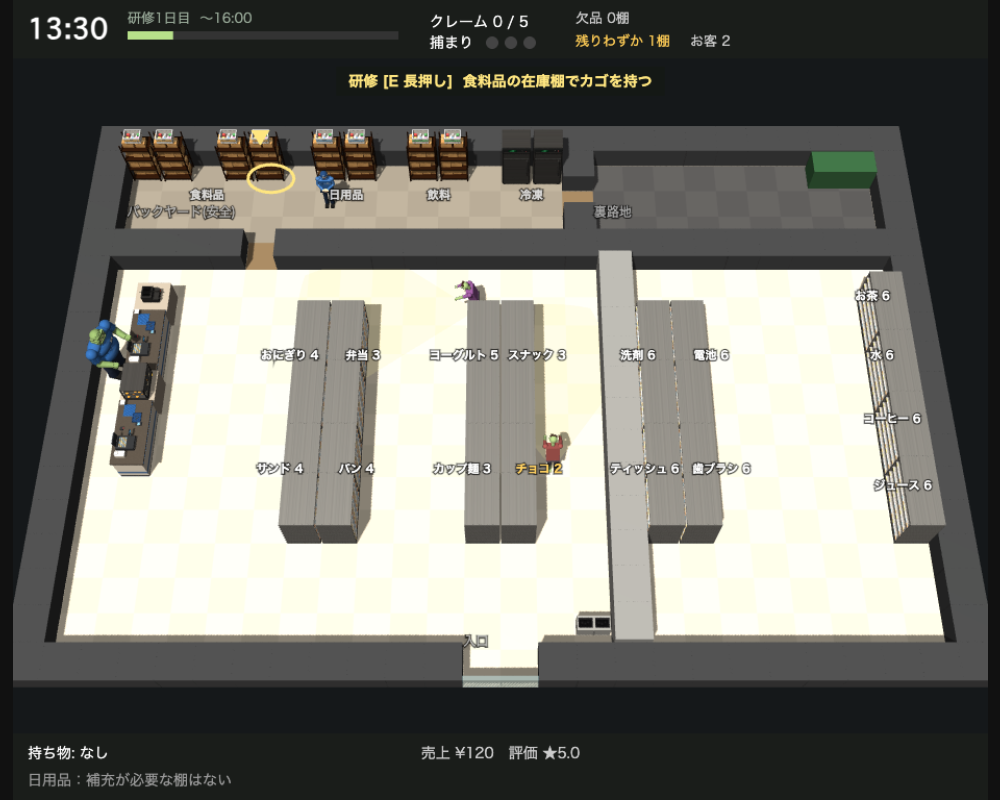 13:30
研修1日目 ～16:00
クレーム 0 / 5
捕まり
欠品 0棚
残りわずか 1棚
お客 2
研修 [E 長押し] 食料品の在庫棚でカゴを持つ
食料品
日用品
飲料
冷凍
バックヤード(安全)
裏路地
お茶 6
おにぎり 4
弁当 3
ヨーグルト 5
スナック 3
洗剤 6
電池 6
水 6
コーヒー 6
サンド 4
パン 4
カップ麺 3
チョコ 2
ティッシュ 6
歯ブラシ 6
ジュース 6
入口
持ち物: なし
売上 ¥120 評価 ★5.0
日用品：補充が必要な棚はない